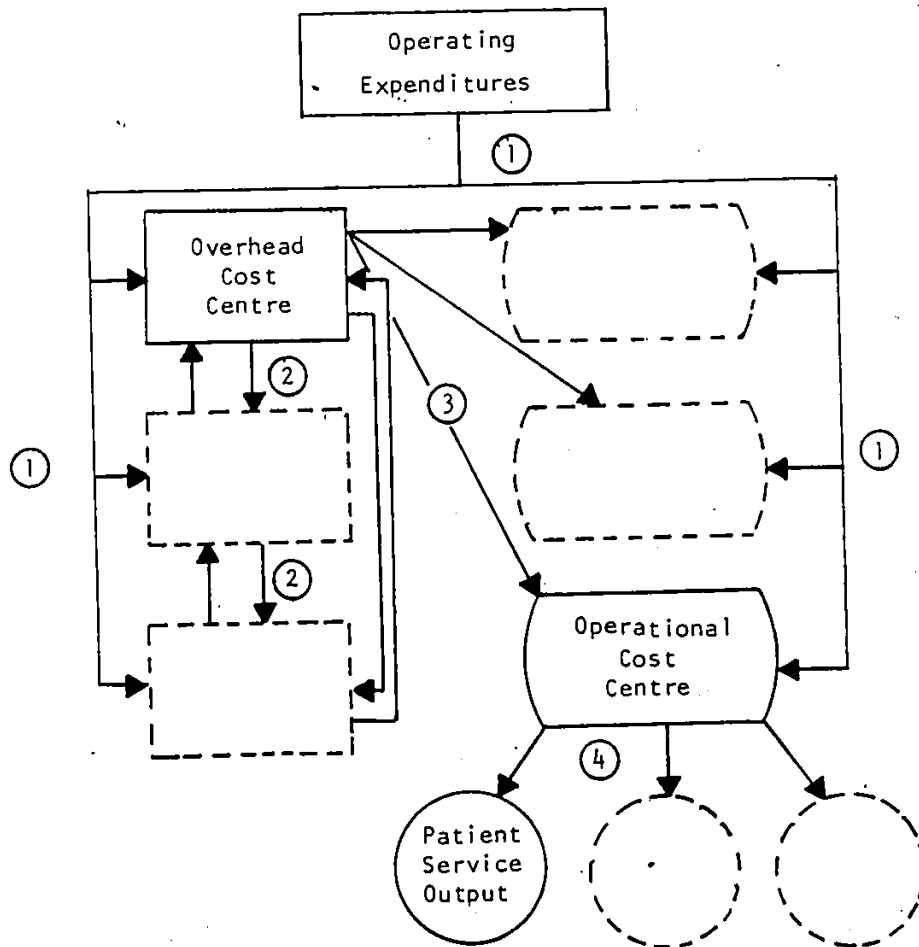 Operating
Expenditures
1
Overhead
Cost
Centre
2
3
1
1
2
Operational
Cost
Centre
4
Patient
Service
Output